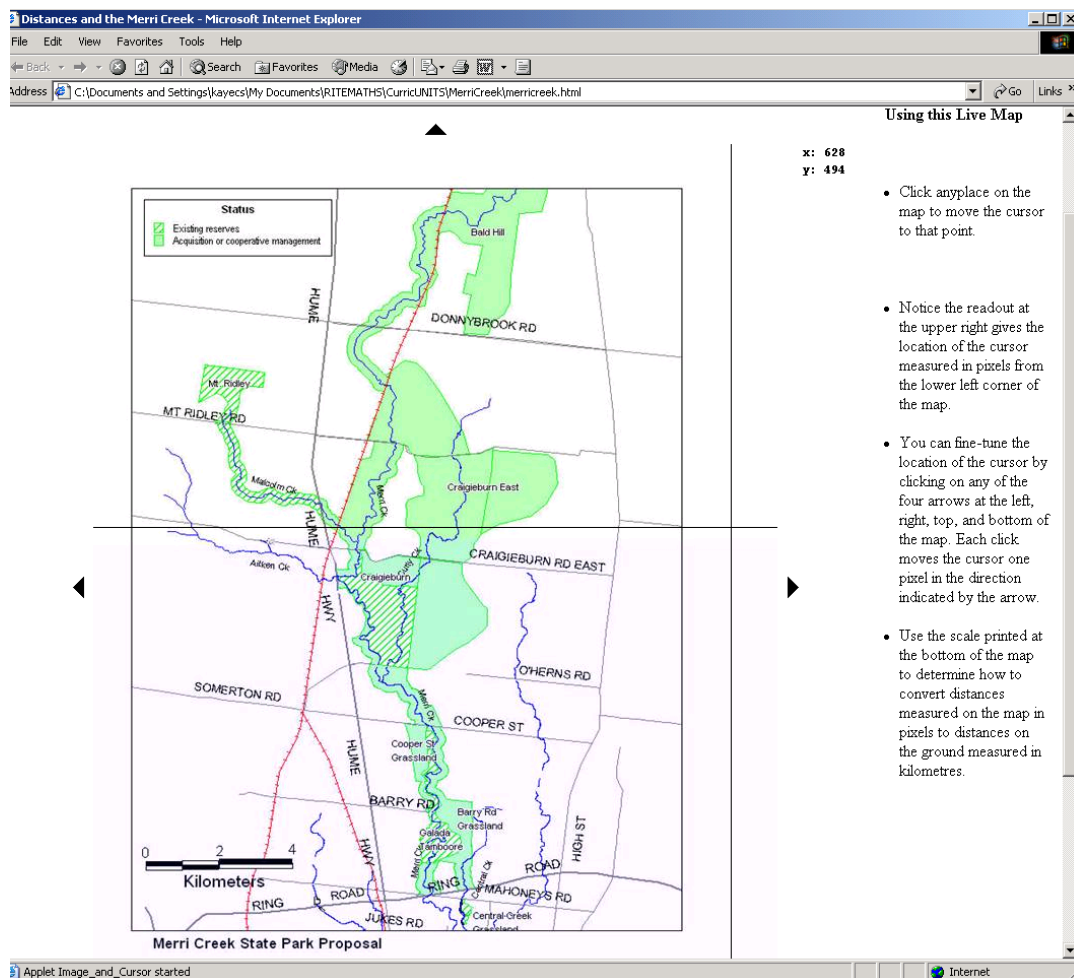 Distances and the Merri Creek - Microsoft Internet Explorer
File Edit View Favorites Tools Help
Back Search Favorites Media
Address C:\Documents and Settings\kayecs\My Documents\RITEMATHS\CurricUNITS\MerriCreek\merricreek.html Go Links »
Using this Live Map
x: 628
y: 494
• Click anyplace on the
map to move the cursor
to that point.
• Notice the readout at
the upper right gives the
location of the cursor
measured in pixels from
the lower left corner of
the map.
• You can fine-tune the
location of the cursor by
clicking on any of the
four arrows at the left,
right, top, and bottom of
the map. Each click
moves the cursor one
pixel in the direction
indicated by the arrow.
• Use the scale printed at
the bottom of the map
to determine how to
convert distances
measured on the map in
pixels to distances on
the ground measured in
kilometres.
Status
Existing reserves
Acquisition or cooperative management
Bald Hill
HUME
DONNYBROOK RD
Mt. Ridley
MT RIDLEY RD
Malcolm Ck
Merri Ck
Craigieburn East
HUME
CRAIGIEBURN RD EAST
Aitken Ck
Craigieburn
Curly Ck
HWY
O'HERNS RD
SOMERTON RD
Merri Ck
COOPER ST
HUME
Cooper St
Grassland
BARRY RD
Barry Rd
Grassland
Galada
Tamboore
HIGH ST
HWY
Merri Ck
Central Ck
ROAD
RING
MAHONEYS RD
ROAD
RING
JUKES RD
Central Creek
Grassland
0 2 4
Kilometers
Merri Creek State Park Proposal
Applet Image_and_Cursor started
Internet